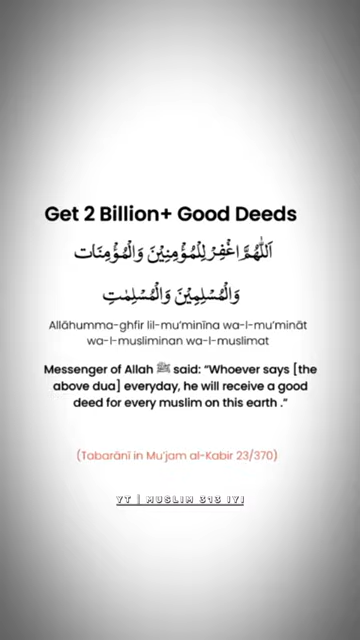 Get 2 Billion+ Good Deeds
اَللّٰهُمَّ اغْفِرْ لِلْمُؤْمِنِيْنَ وَالْمُؤْمِنَات
وَالْمُسْلِمِيْنَ وَالْمُسْلِمٰتِ
Allāhumma-ghfir lil-mu’minīna wa-l-mu’mināt
wa-l-musliminan wa-l-muslimat
Messenger of Allah ﷺ said: “Whoever says [the
above dua] everyday, he will receive a good
deed for every muslim on this earth .“
(Tabarānī in Mu’jam al-Kabir 23/370)
YT | MUSLIM 313 IYI